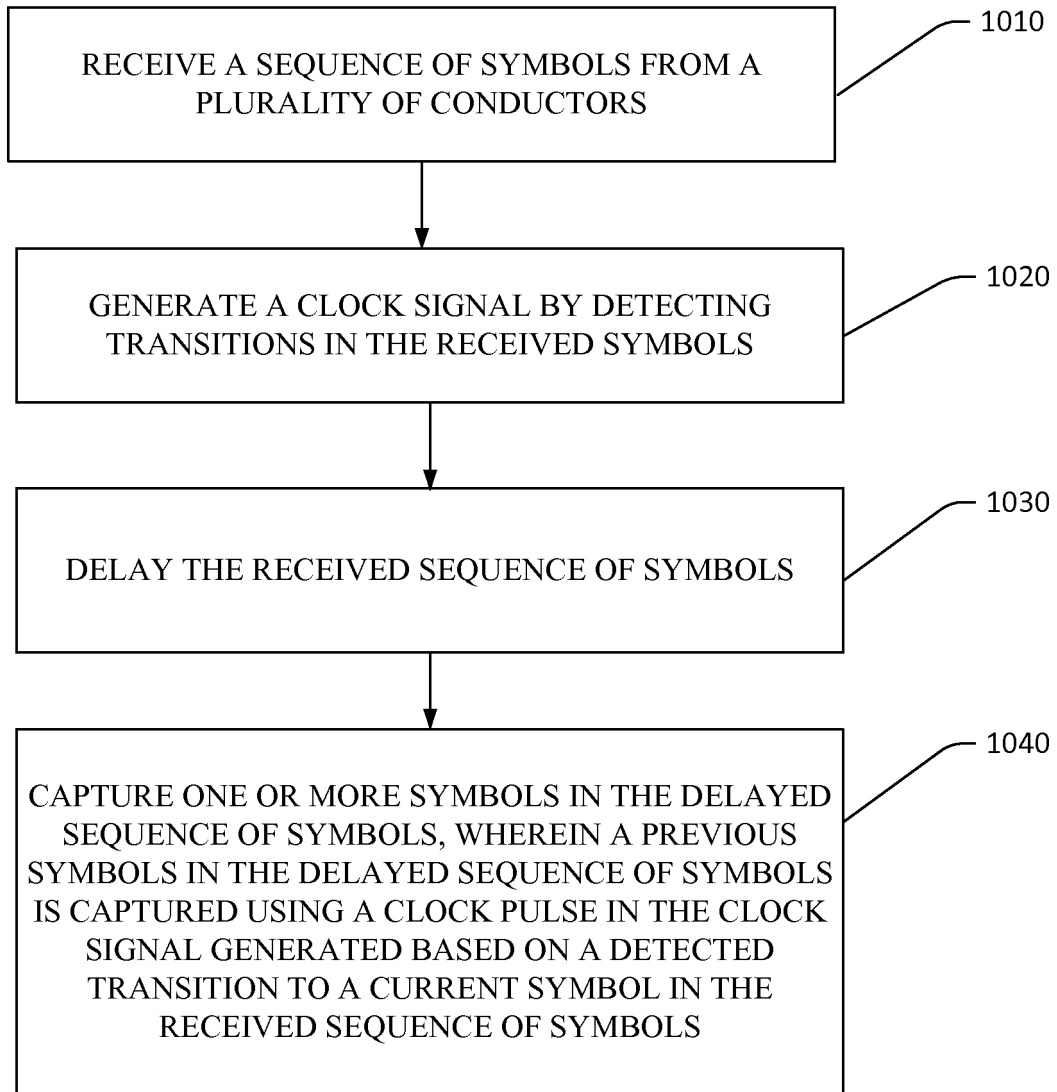 1010
RECEIVE A SEQUENCE OF SYMBOLS FROM A
PLURALITY OF CONDUCTORS
1020
GENERATE A CLOCK SIGNAL BY DETECTING
TRANSITIONS IN THE RECEIVED SYMBOLS
1030
DELAY THE RECEIVED SEQUENCE OF SYMBOLS
1040
CAPTURE ONE OR MORE SYMBOLS IN THE DELAYED
SEQUENCE OF SYMBOLS, WHEREIN A PREVIOUS
SYMBOLS IN THE DELAYED SEQUENCE OF SYMBOLS
IS CAPTURED USING A CLOCK PULSE IN THE CLOCK
SIGNAL GENERATED BASED ON A DETECTED
TRANSITION TO A CURRENT SYMBOL IN THE
RECEIVED SEQUENCE OF SYMBOLS